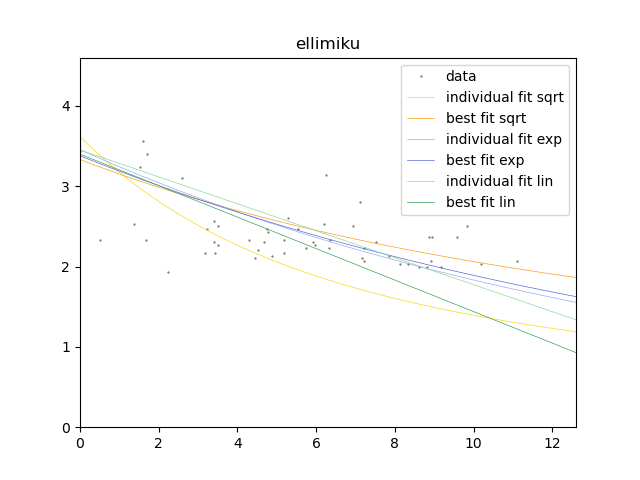 ellimiku
data
individual fit sqrt
best fit sqrt
individual fit exp
best fit exp
individual fit lin
best fit lin
4
3
2
1
0
0 2 4 6 8 10 12